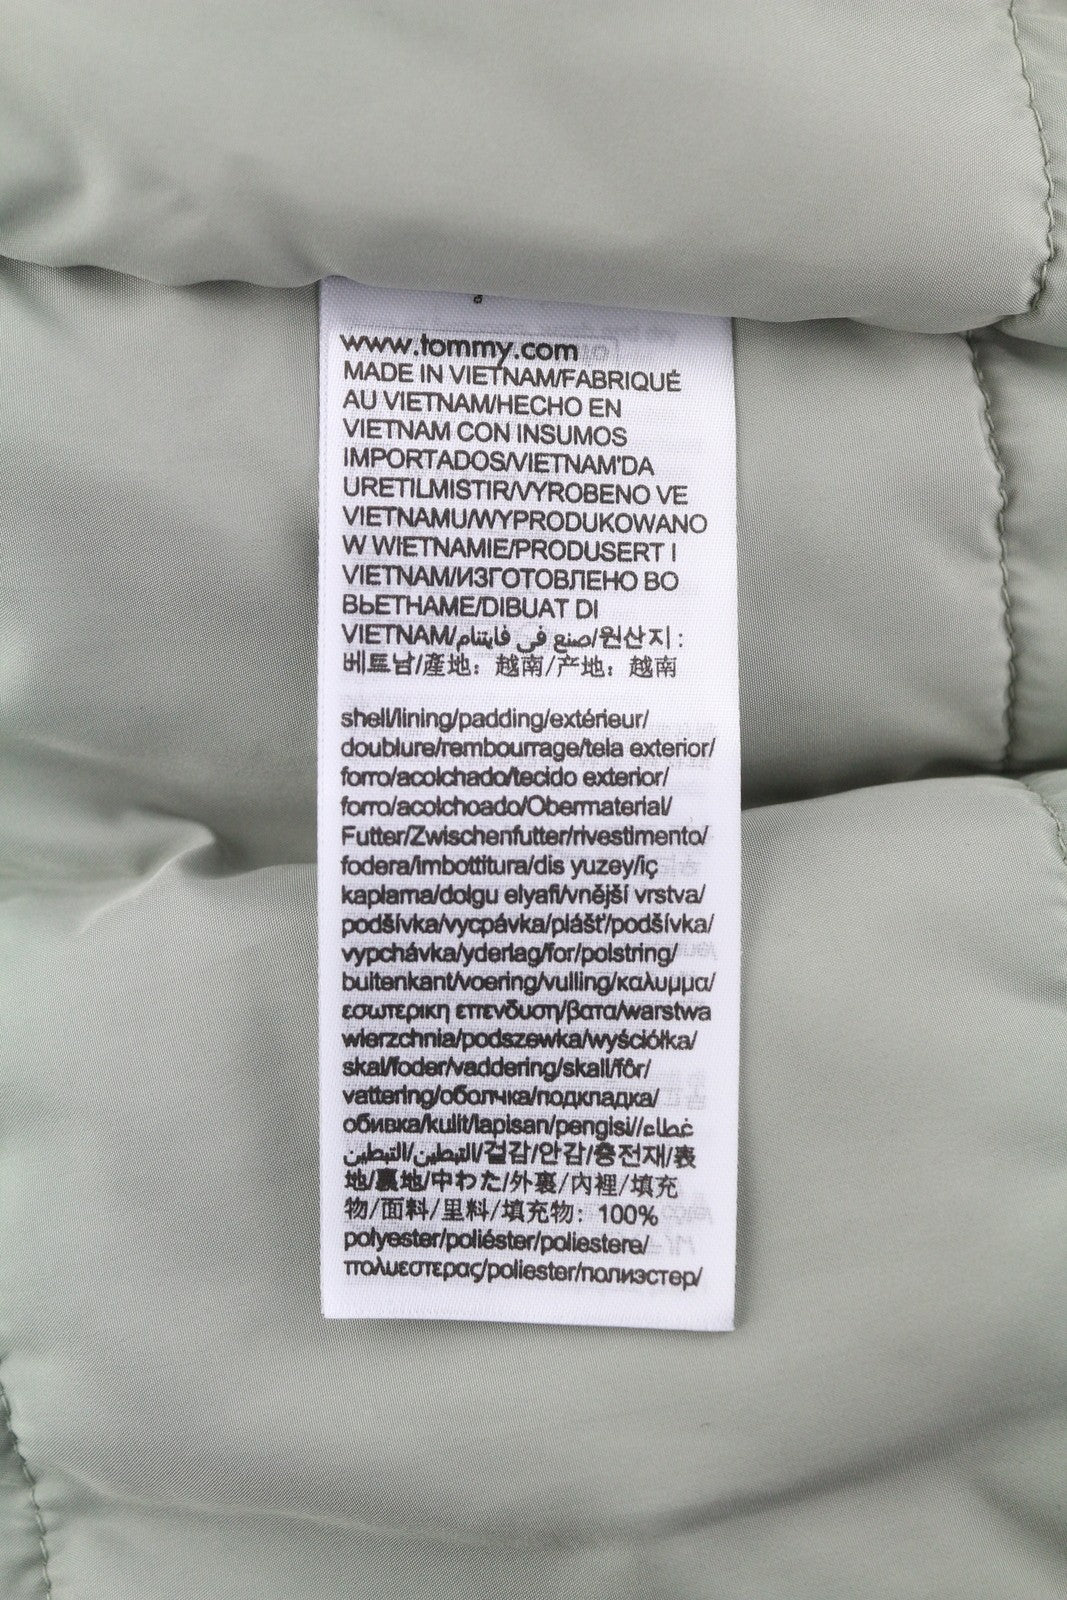 www.tommy.com
MADE IN VIETNAM/FABRIQUÉ
AU VIETNAM/HECHO EN
VIETNAM CON INSUMOS
IMPORTADOS/VIETNAM'DA
URETILMISTIR/VYROBENO VE
VIETNAMU/WYPRODUKOWANO
W WIETNAMIE/PRODUSERT I
VIETNAM/ИЗГОТОВЛЕНО ВО
ВЬЕТНАМЕ/DIBUAT DI
VIETNAM/صنع في فايتنام/원산지 :
베트남/產地: 越南/产地: 越南
shell/lining/padding/extérieur/
doublure/rembourrage/tela exterior/
forro/acolchado/tecido exterior/
forro/acolchoado/Obermaterial/
Futter/Zwischenfutter/rivestimento/
fodera/imbottitura/dis yuzey/iç
kaplama/dolgu elyafi/vnější vrstva/
podšívka/vycpávka/plášť/podšívka/
vypchávka/yderlag/for/polstring/
buitenkant/voering/vulling/καλυμμα/
εσωτερικη επενδυση/βατα/warstwa
wierzchnia/podszewka/wyściółka/
skal/foder/vaddering/skall/fôr/
vattering/оболчка/подкладка/
обивка/kulit/lapisan/pengisi//غطاء
التبطين/التبطين/겉감/안감/충전재/表
地/裏地/中わた/外裏/內裡/填充
物/面料/里料/填充物: 100%
polyester/poliéster/poliestere/
πολυεστερας/poliester/полиэстер/